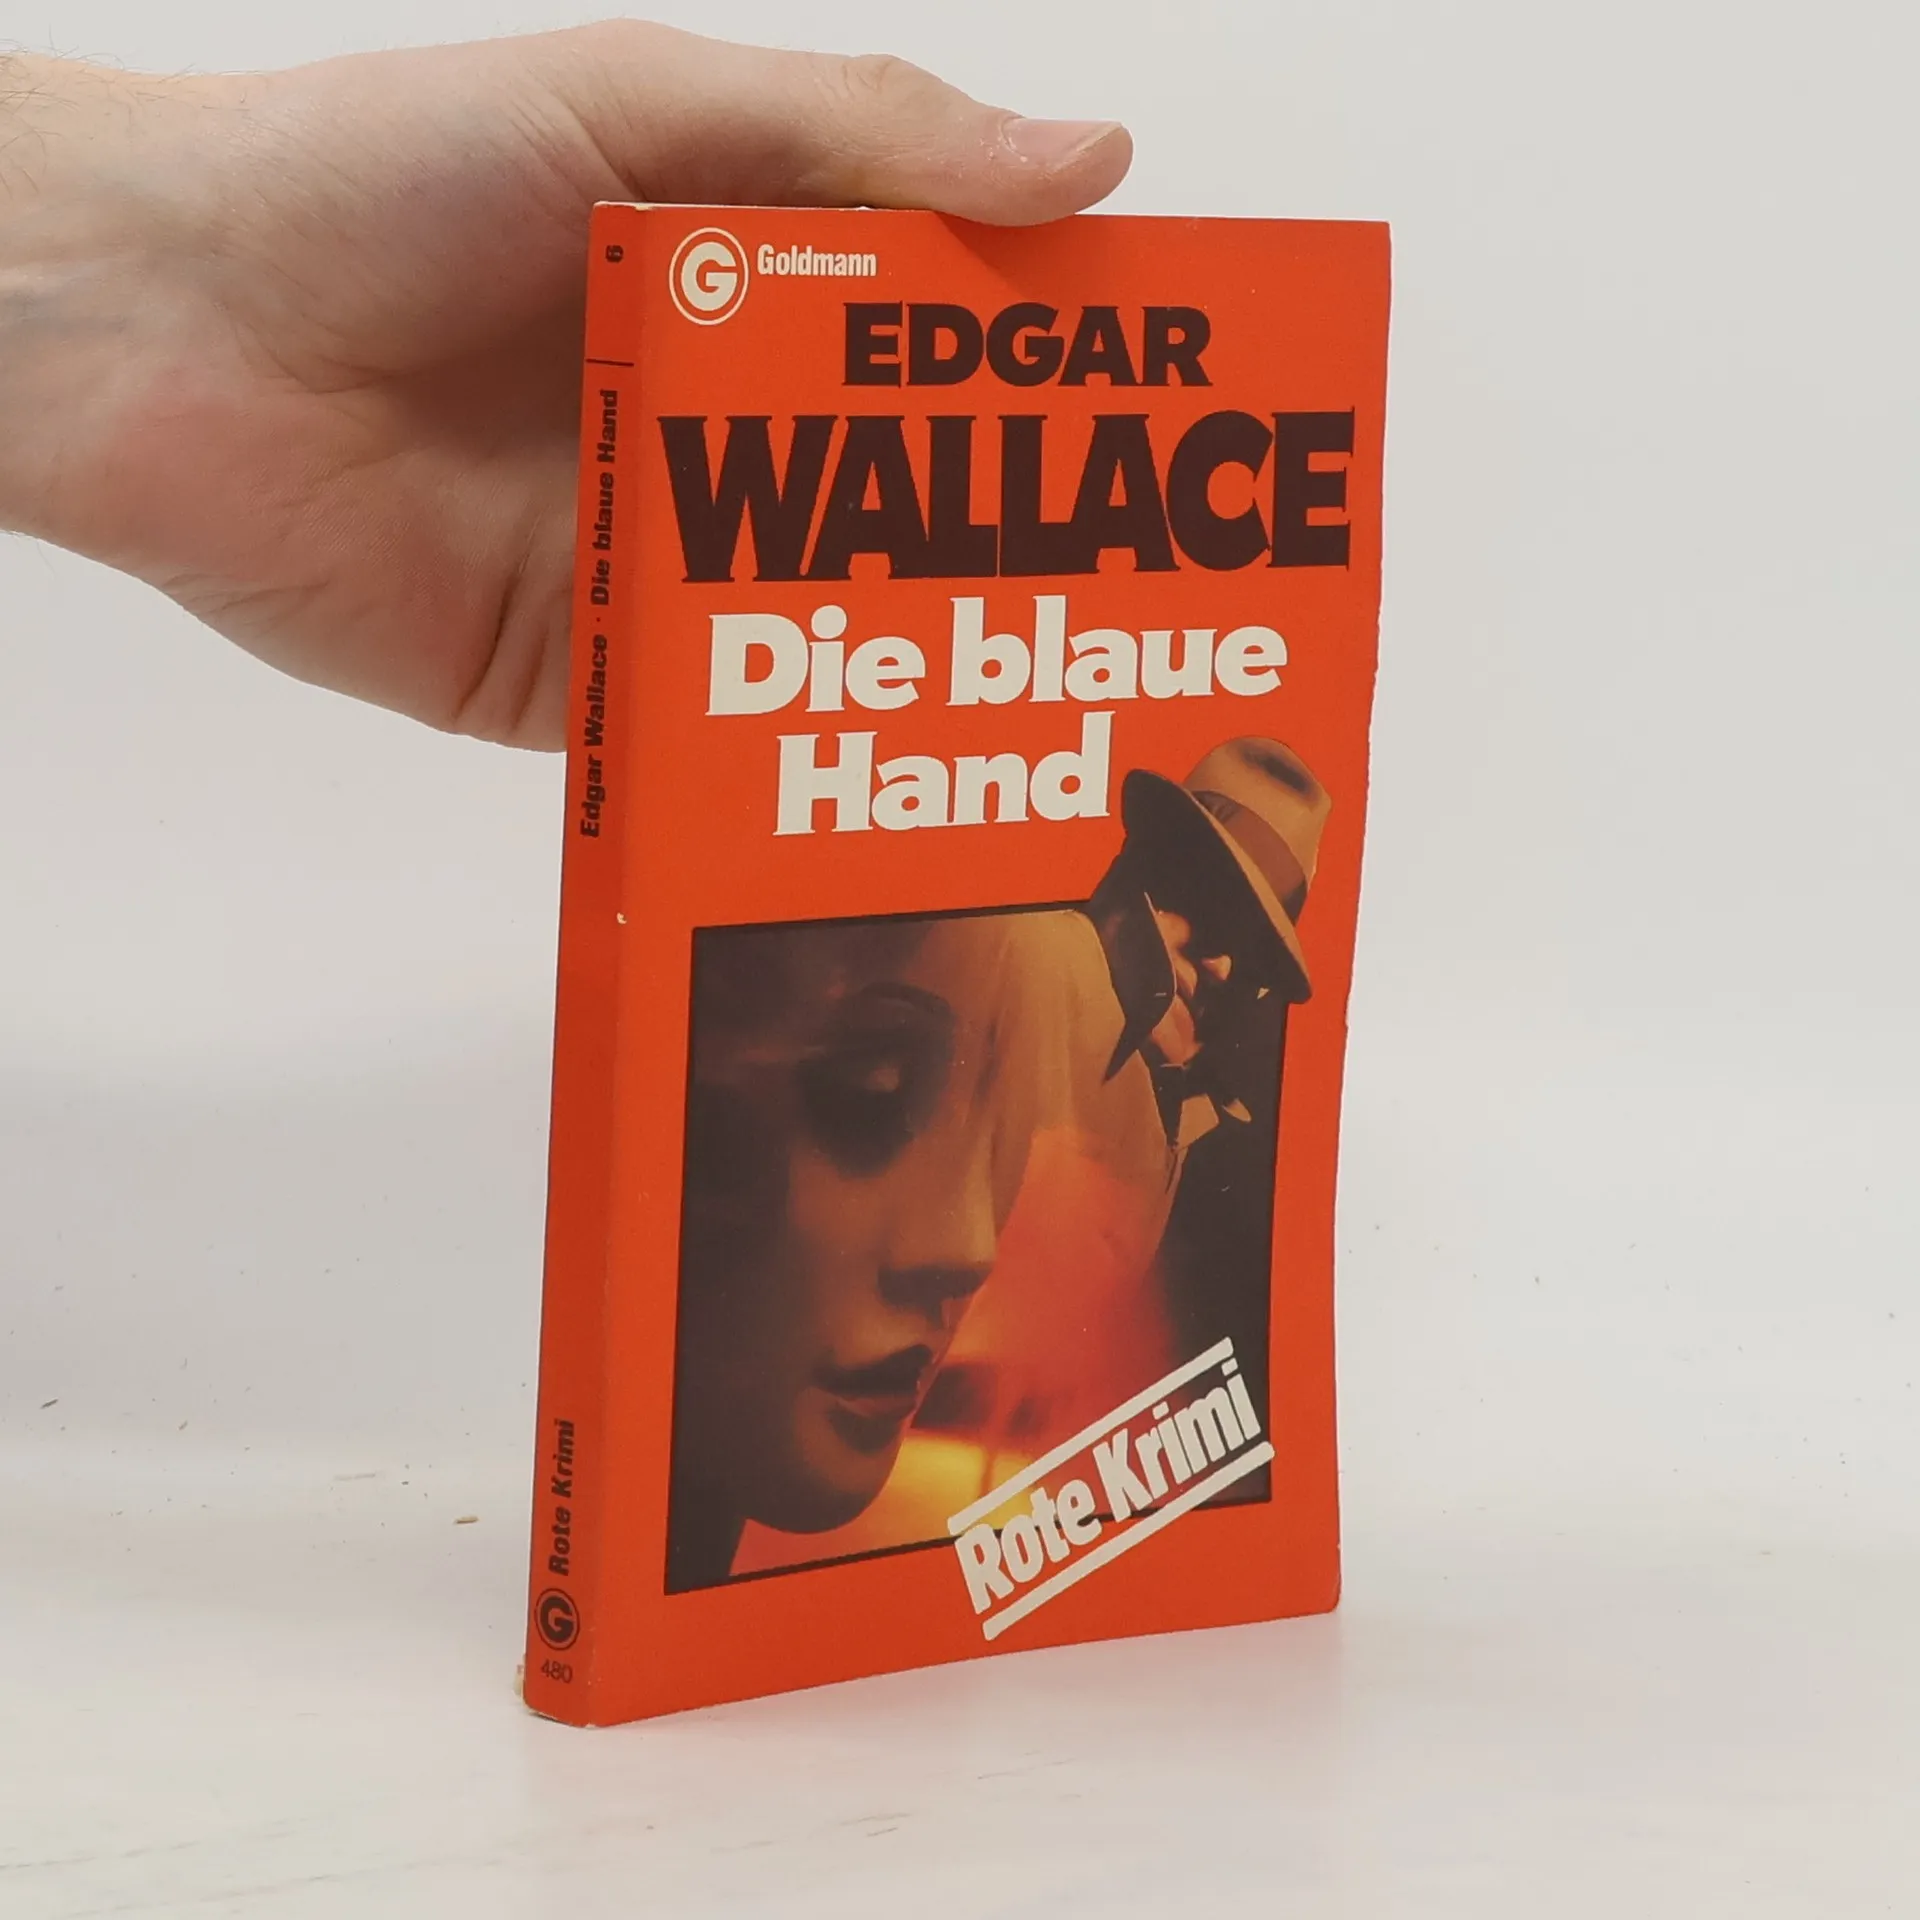 G Goldmann
EDGAR
WALLACE
Die blaue
Hand
Rote Krimi
6
Edgar Wallace · Die blaue Hand
Rote Krimi
G
480